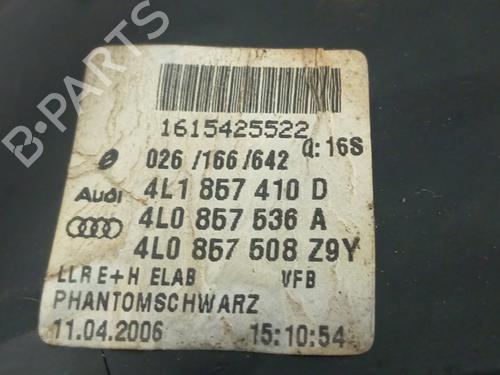 B-PARTS
1615425522
026 /166 /642 Q:16S
Audi 4L1 857 410 D
4L0 857 536 A
4L0 857 508 Z9Y
LLR E+H ELAB VFB
PHANTOMSCHWARZ
11.04.2006 15:10:54